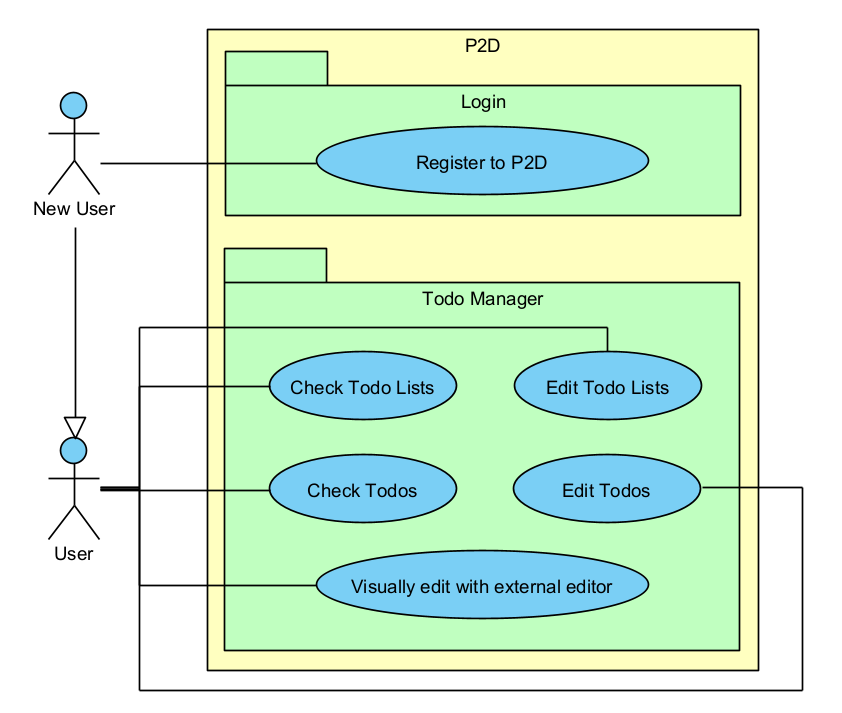 P2D
Login
Register to P2D
New User
Todo Manager
Check Todo Lists
Edit Todo Lists
Check Todos
Edit Todos
User
Visually edit with external editor